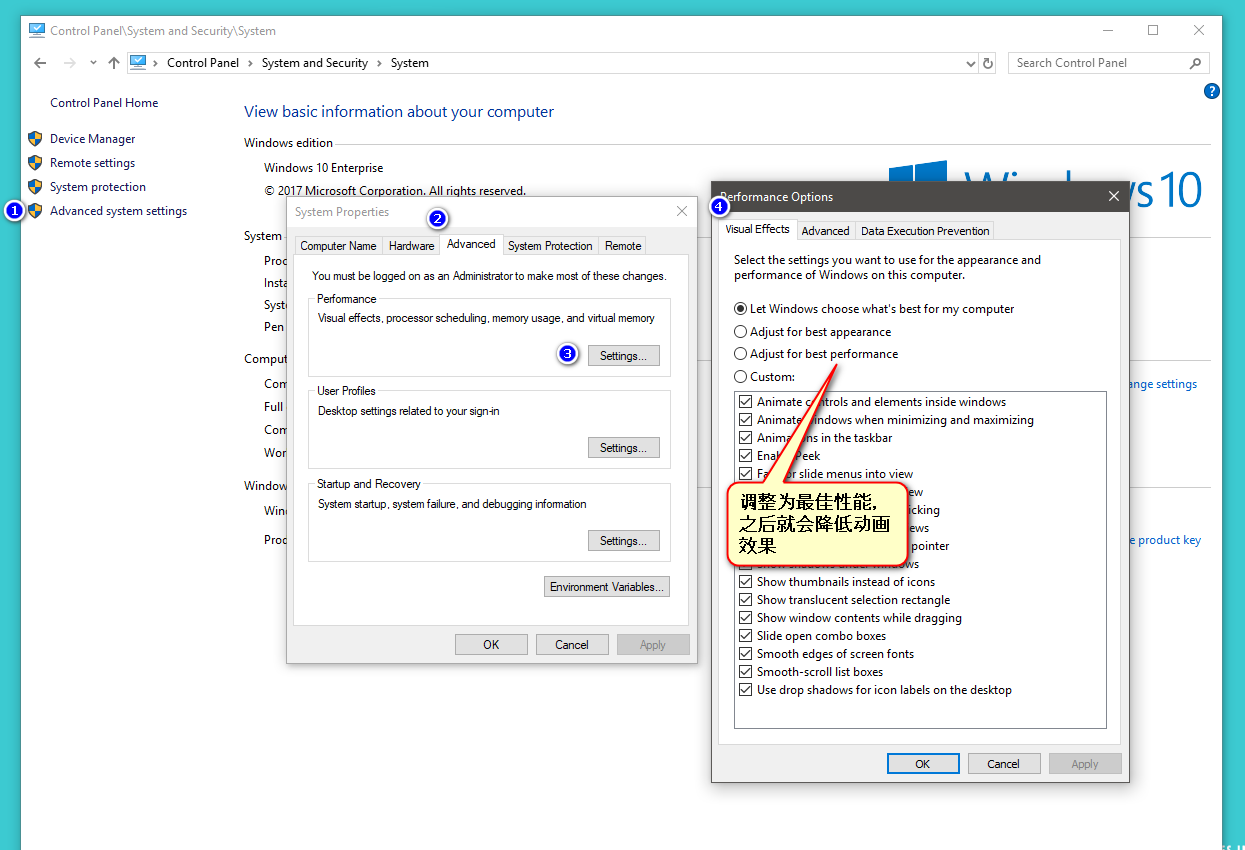 Control Panel\System and Security\System
Control Panel
System and Security
System
Search Control Panel
Control Panel Home
Device Manager
Remote settings
System protection
1
Advanced system settings
View basic information about your computer
Windows edition
Windows 10 Enterprise
© 2017 Microsoft Corporation. All rights reserved.
System
Proc
Insta
Syst
Pen
Comput
Com
Full
Com
Wor
Window
Win
Proc
ange settings
e product key
System Properties
2
Computer Name
Hardware
Advanced
System Protection
Remote
You must be logged on as an Administrator to make most of these changes.
Performance
Visual effects, processor scheduling, memory usage, and virtual memory
3
Settings...
User Profiles
Desktop settings related to your sign-in
Settings...
Startup and Recovery
System startup, system failure, and debugging information
Settings...
Environment Variables...
OK
Cancel
Apply
4
Performance Options
Visual Effects
Advanced
Data Execution Prevention
Select the settings you want to use for the appearance and
performance of Windows on this computer.
Let Windows choose what's best for my computer
Adjust for best appearance
Adjust for best performance
Custom:
Animate controls and elements inside windows
Animate windows when minimizing and maximizing
Animations in the taskbar
Enable Peek
Fade or slide menus into view
ew
icking
ews
pointer
Show shadows under windows
Show thumbnails instead of icons
Show translucent selection rectangle
Show window contents while dragging
Slide open combo boxes
Smooth edges of screen fonts
Smooth-scroll list boxes
Use drop shadows for icon labels on the desktop
调整为最佳性能,
之后就会降低动画
效果
OK
Cancel
Apply